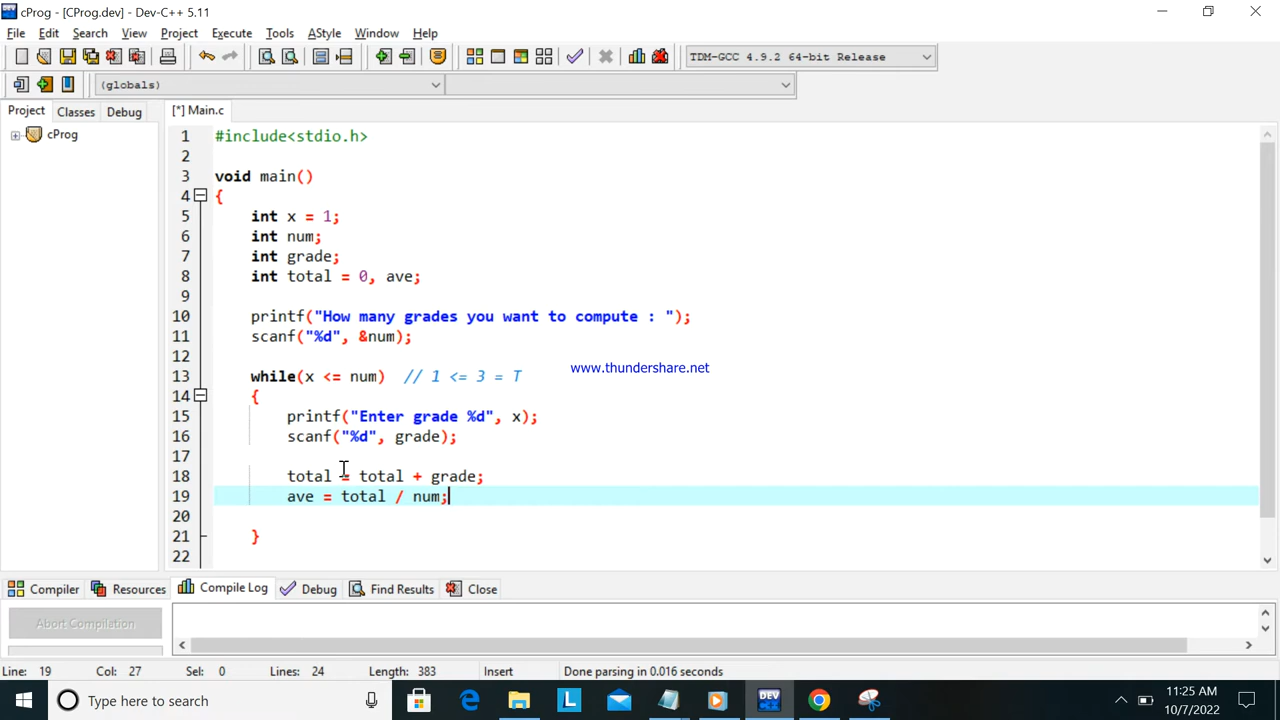 cProg - [CProg.dev] - Dev-C++ 5.11
File Edit Search View Project Execute Tools AStyle Window Help
TDM-GCC 4.9.2 64-bit Release
(globals)
Project Classes Debug
[*] Main.c
cProg
1 #include<stdio.h>
2
3 void main()
4 {
5 int x = 1;
6 int num;
7 int grade;
8 int total = 0, ave;
9
10 printf("How many grades you want to compute : ");
11 scanf("%d", &num);
12
13 while(x <= num) // 1 <= 3 = T
www.thundershare.net
14 {
15 printf("Enter grade %d", x);
16 scanf("%d", grade);
17
18 total = total + grade;
19 ave = total / num;
20
21 }
22
Compiler Resources Compile Log Debug Find Results Close
Abort Compilation
Line: 19 Col: 27 Sel: 0 Lines: 24 Length: 383 Insert Done parsing in 0.016 seconds
Type here to search
L
DEV C++
11:25 AM
10/7/2022